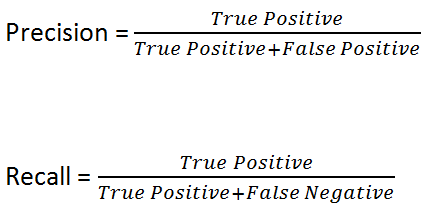 True Positive
Precision =
True Positive+False Positive
True Positive
Recall =
True Positive+False Negative